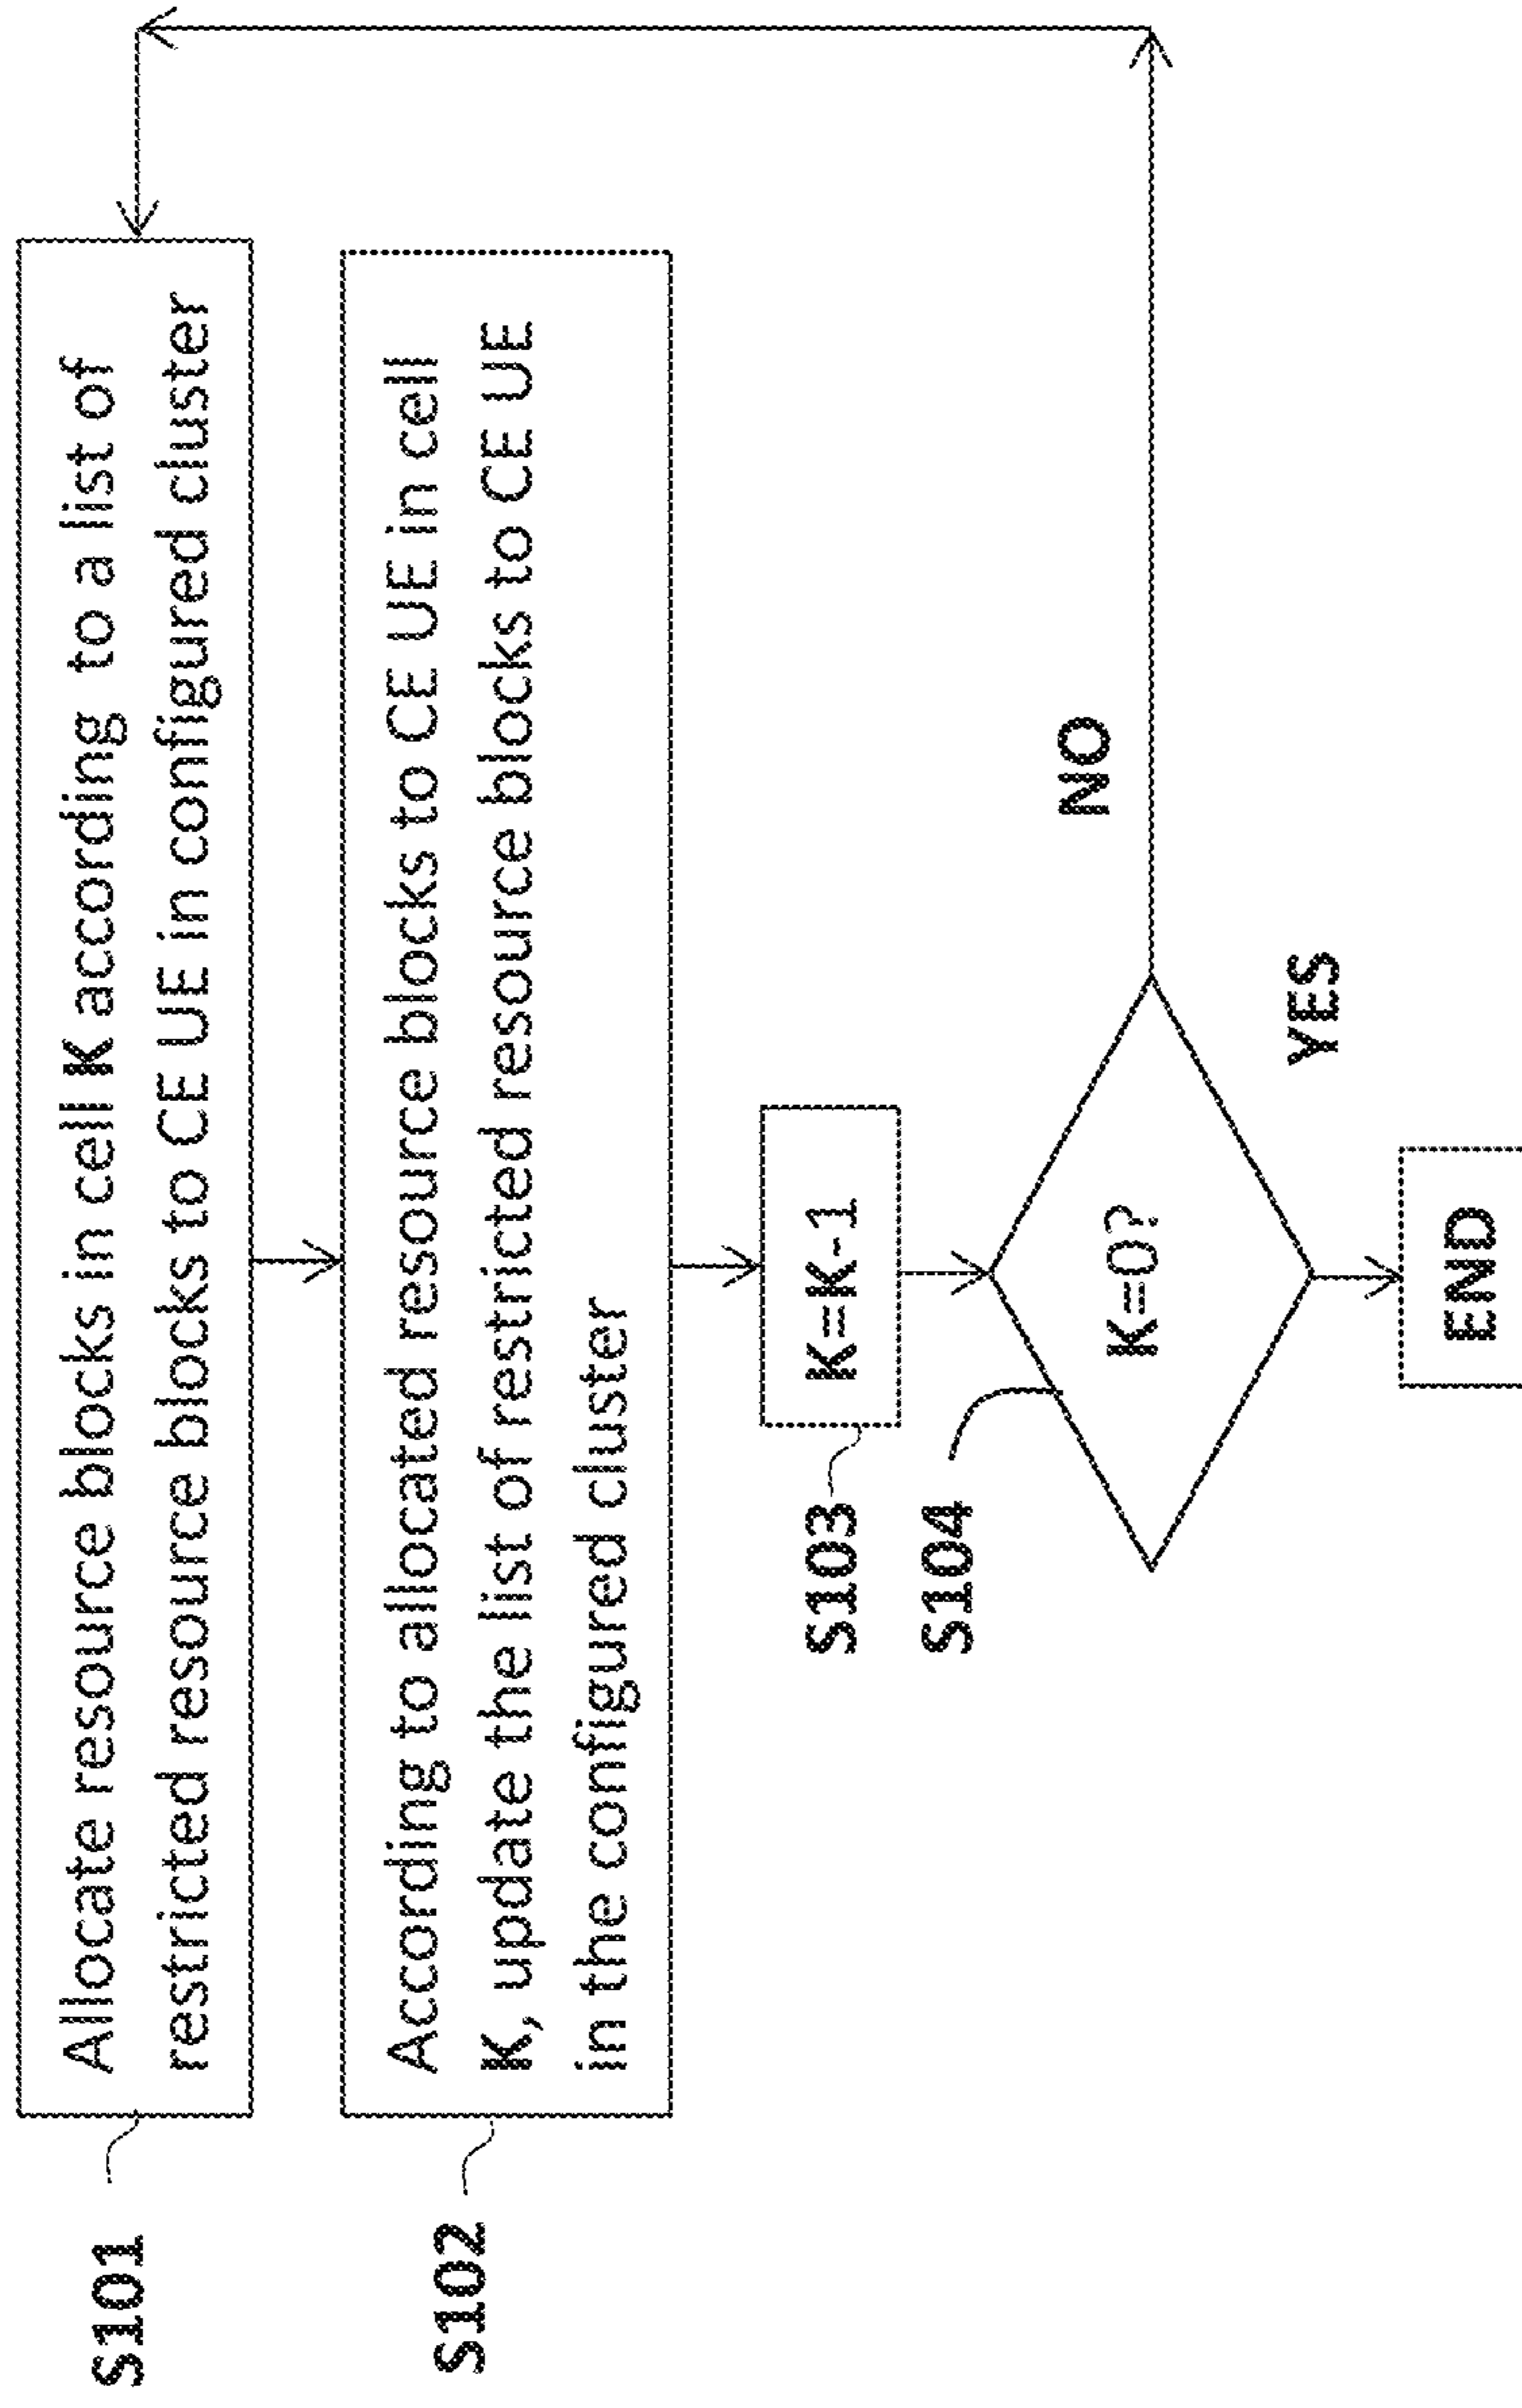 S101
Allocate resource blocks in cell K according to a list of
restricted resource blocks to CE UE in configured cluster
S102
According to allocated resource blocks to CE UE in cell
K, update the list of restricted resource blocks to CE UE
in the configured cluster
S103
K=K-1
S104
K=0?
NO
YES
END